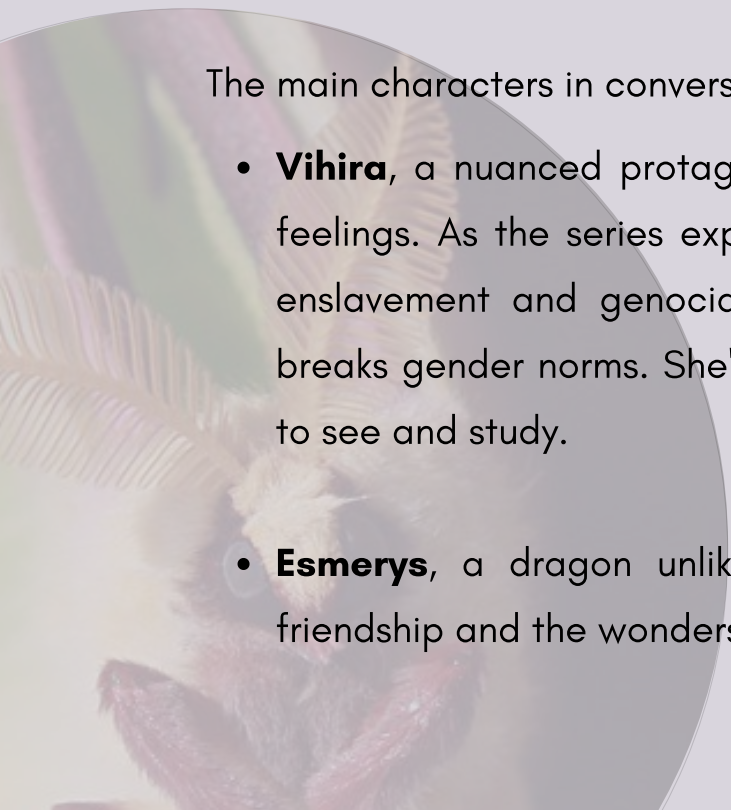 The main characters in convers
• Vihira, a nuanced protag
feelings. As the series exp
enslavement and genocid
breaks gender norms. She'
to see and study.
• Esmerys, a dragon unlik
friendship and the wonders